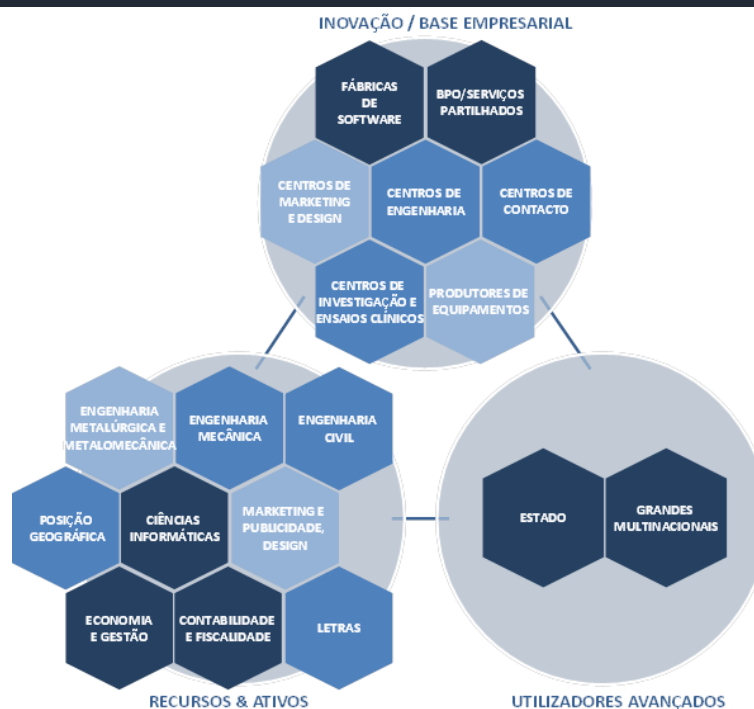 INOVAÇÃO / BASE EMPRESARIAL
FÁBRICAS
DE
SOFTWARE
BPO/SERVIÇOS
PARTILHADOS
CENTROS DE
MARKETING
E DESIGN
CENTROS DE
ENGENHARIA
CENTROS DE
CONTACTO
CENTROS DE
INVESTIGAÇÃO E
ENSAIOS CLÍNICOS
PRODUTORES DE
EQUIPAMENTOS
ENGENHARIA
METALÚRGICA E
METALOMECÂNICA
ENGENHARIA
MECÂNICA
ENGENHARIA
CIVIL
POSIÇÃO
GEOGRÁFICA
CIÊNCIAS
INFORMÁTICAS
MARKETING E
PUBLICIDADE,
DESIGN
ECONOMIA
E GESTÃO
CONTABILIDADE
E FISCALIDADE
LETRAS
RECURSOS & ATIVOS
ESTADO
GRANDES
MULTINACIONAIS
UTILIZADORES AVANÇADOS